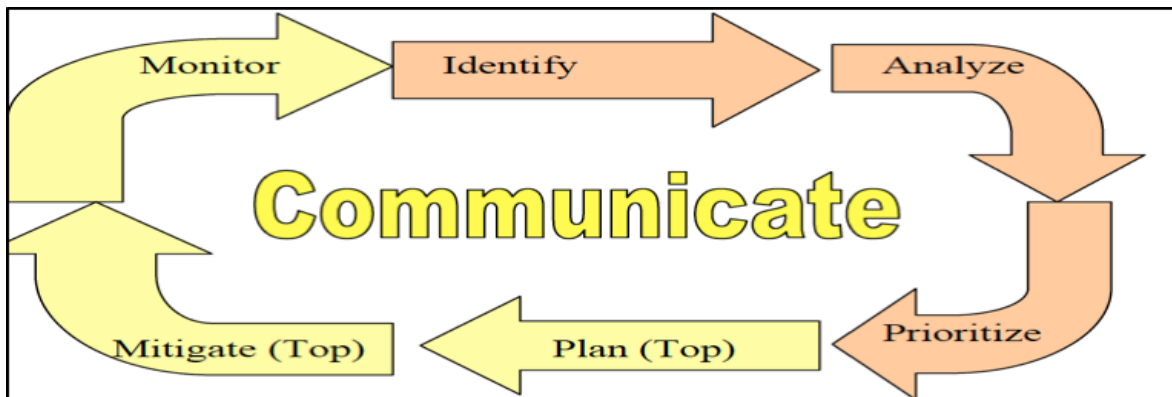 Monitor
Identify
Analyze
Communicate
Prioritize
Plan (Top)
Mitigate (Top)